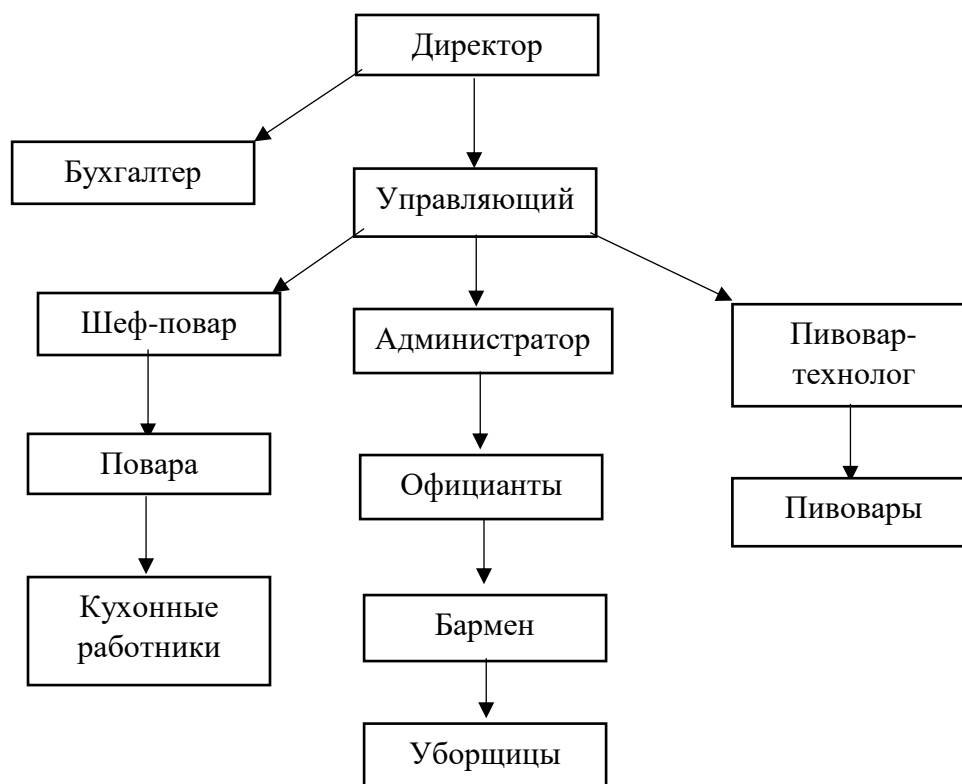 Директор
Бухгалтер
Управляющий
Шеф-повар
Администратор
Пивовар-
технолог
Повара
Официанты
Пивовары
Кухонные
работники
Бармен
Уборщицы